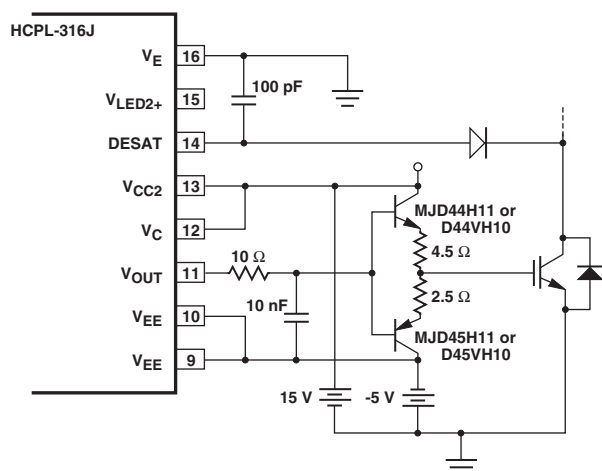 HCPL-316J
VE 16
100 pF
VLED2+ 15
DESAT 14
VCC2 13
MJD44H11 or
D44VH10
VC 12
4.5 Ω
10 Ω
VOUT 11
2.5 Ω
10 nF
VEE 10
MJD45H11 or
D45VH10
VEE 9
15 V -5 V